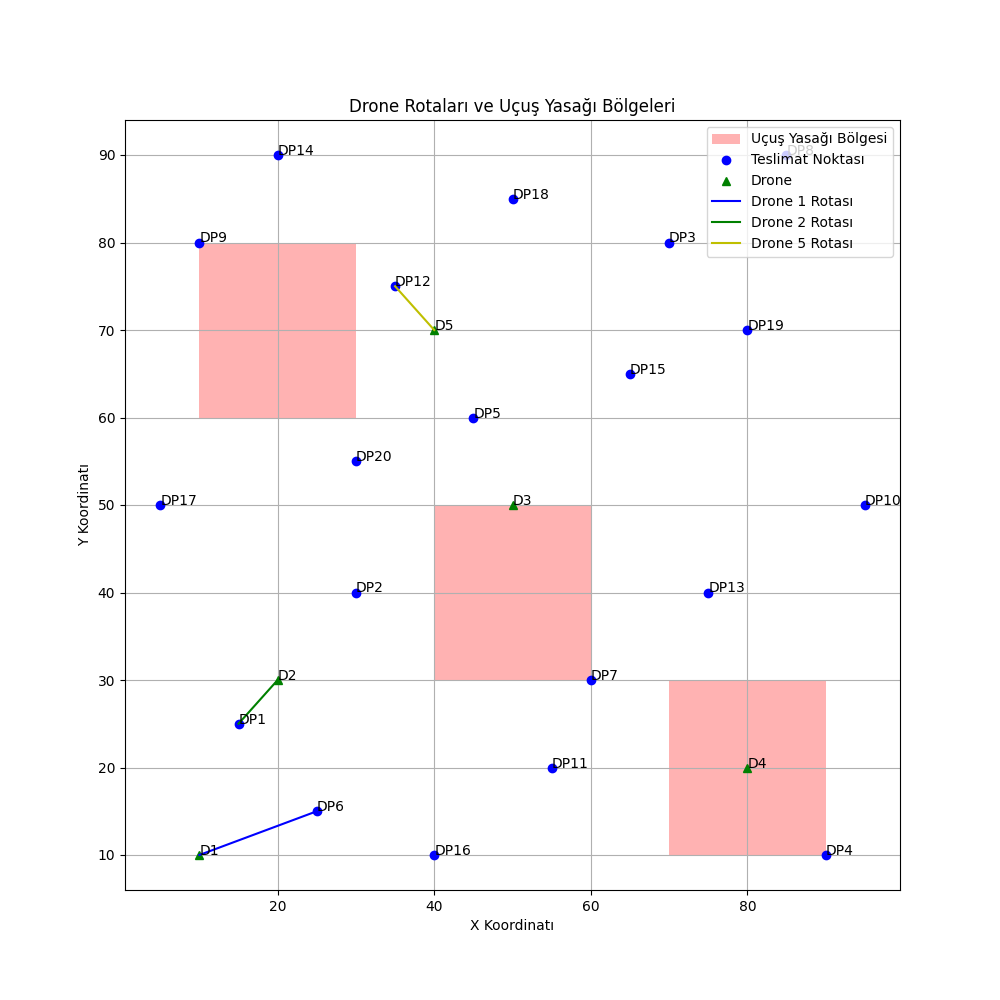 Drone Rotaları ve Uçuş Yasağı Bölgeleri
Uçuş Yasağı Bölgesi
Teslimat Noktası
Drone
Drone 1 Rotası
Drone 2 Rotası
Drone 5 Rotası
90
DP14
DP8
DP18
80
DP9
DP3
DP12
70
D5
DP19
DP15
60
DP5
DP20
50
DP17
D3
DP10
40
DP2
DP13
30
D2
DP7
DP1
20
DP11
D4
DP6
10
D1
DP16
DP4
20
40
60
80
X Koordinatı
Y Koordinatı